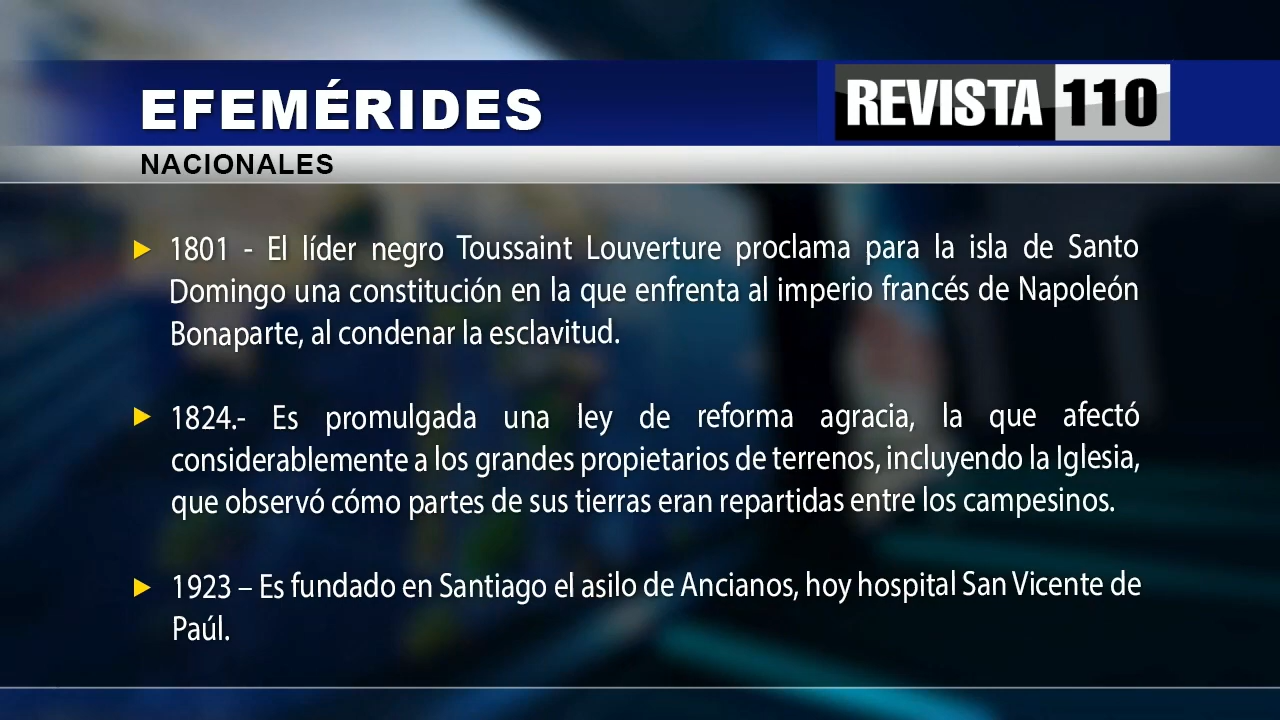 EFEMÉRIDES
REVISTA 110
NACIONALES
1801 - El líder negro Toussaint Louverture proclama para la isla de Santo
Domingo una constitución en la que enfrenta al imperio francés de Napoleón
Bonaparte, al condenar la esclavitud.
1824.- Es promulgada una ley de reforma agracia, la que afectó
considerablemente a los grandes propietarios de terrenos, incluyendo la Iglesia,
que observó cómo partes de sus tierras eran repartidas entre los campesinos.
1923 – Es fundado en Santiago el asilo de Ancianos, hoy hospital San Vicente de
Paúl.